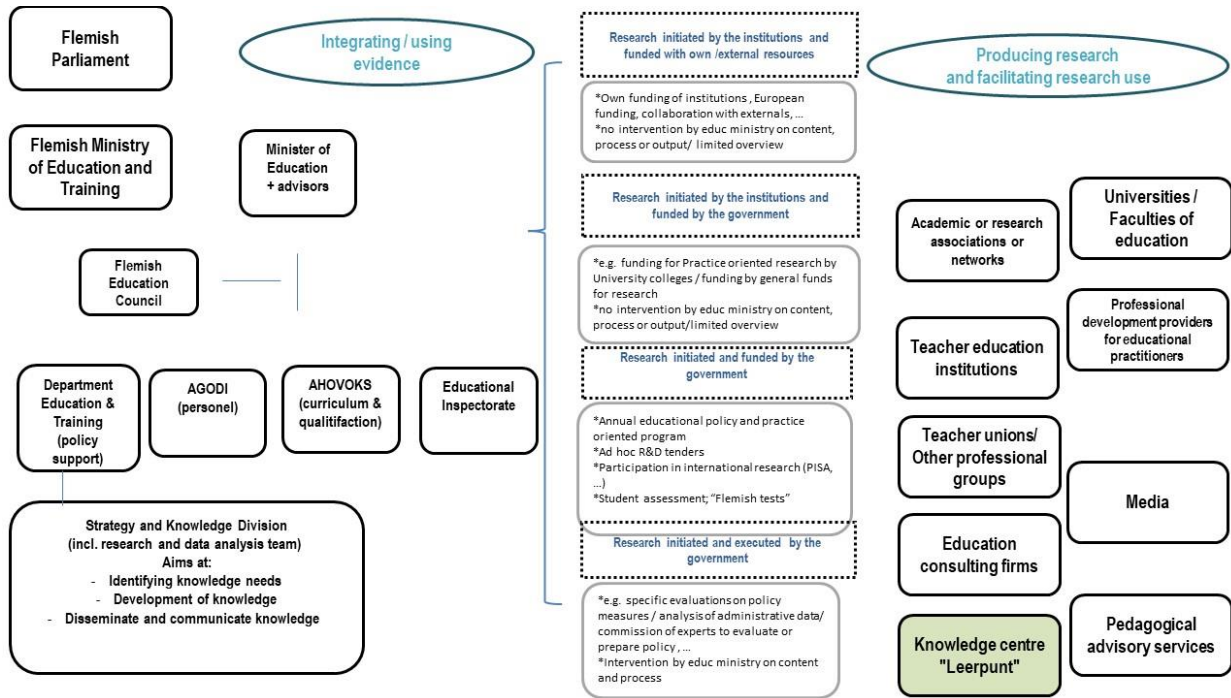 Flemish
Parliament
Integrating / using
evidence
Flemish Ministry
of Education and
Training
Minister of
Education
+ advisors
Flemish
Education
Council
Department
Education &
Training
(policy
support)
AGODI
(personel)
AHOVOKS
(curriculum &
qualitifaction)
Educational
Inspectorate
Strategy and Knowledge Division
(incl. research and data analysis team)
Aims at:
- Identifying knowledge needs
- Development of knowledge
- Disseminate and communicate knowledge
Research initiated by the institutions and
funded with own /external resources
*Own funding of institutions , European
funding, collaboration with externals, ...
*no intervention by educ ministry on content,
process or output/ limited overview
Research initiated by the institutions and
funded by the government
*e.g. funding for Practice oriented research by
University colleges / funding by general funds
for research
*no intervention by educ ministry on content,
process or output/limited overview
Research initiated and funded by the
government
*Annual educational policy and practice
oriented program
*Ad hoc R&D tenders
*Participation in international research (PISA,
...)
*Student assessment; "Flemish tests"
Research initiated and executed by the
government
*e.g. specific evaluations on policy
measures / analysis of administrative data/
commission of experts to evaluate or
prepare policy , ...
*Intervention by educ ministry on content
and process
Producing research
and facilitating research use
Academic or research
associations or
networks
Universities /
Faculties of
education
Teacher education
institutions
Professional
development providers
for educational
practitioners
Teacher unions/
Other professional
groups
Media
Education
consulting firms
Knowledge centre
"Leerpunt"
Pedagogical
advisory services